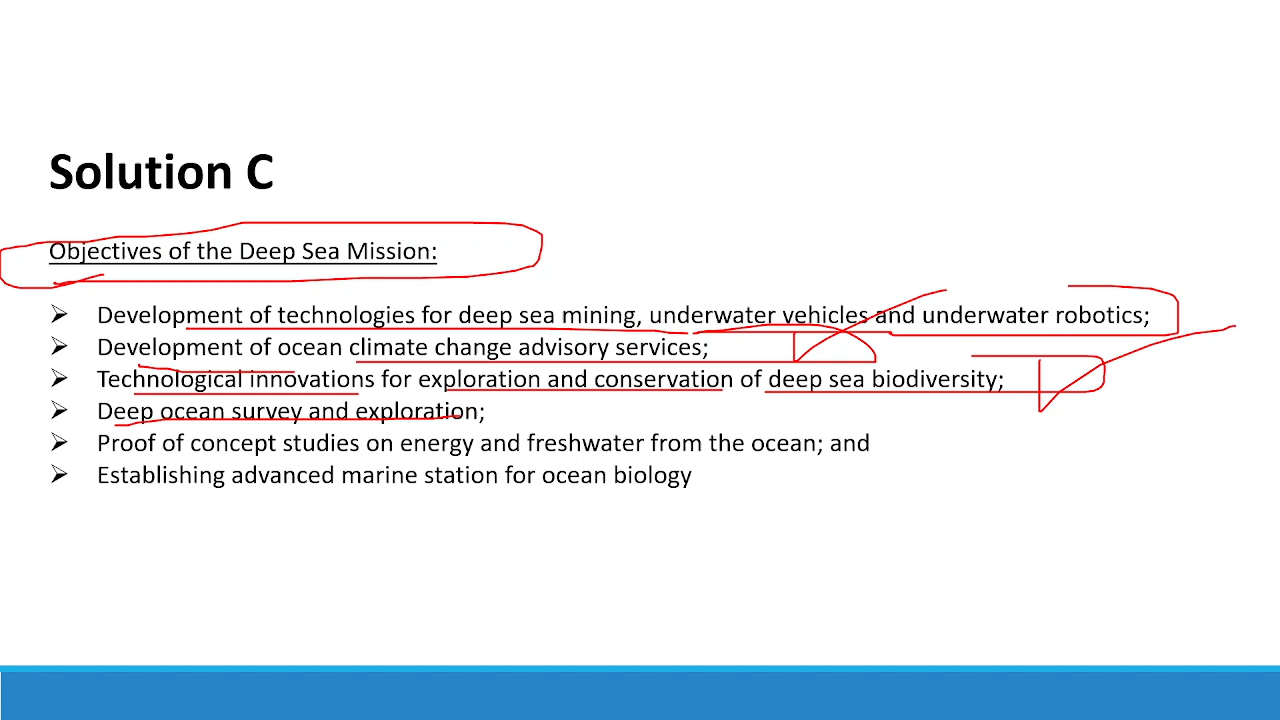 Solution C
Objectives of the Deep Sea Mission:
➢ Development of technologies for deep sea mining, underwater vehicles and underwater robotics;
➢ Development of ocean climate change advisory services;
➢ Technological innovations for exploration and conservation of deep sea biodiversity;
➢ Deep ocean survey and exploration;
➢ Proof of concept studies on energy and freshwater from the ocean; and
➢ Establishing advanced marine station for ocean biology